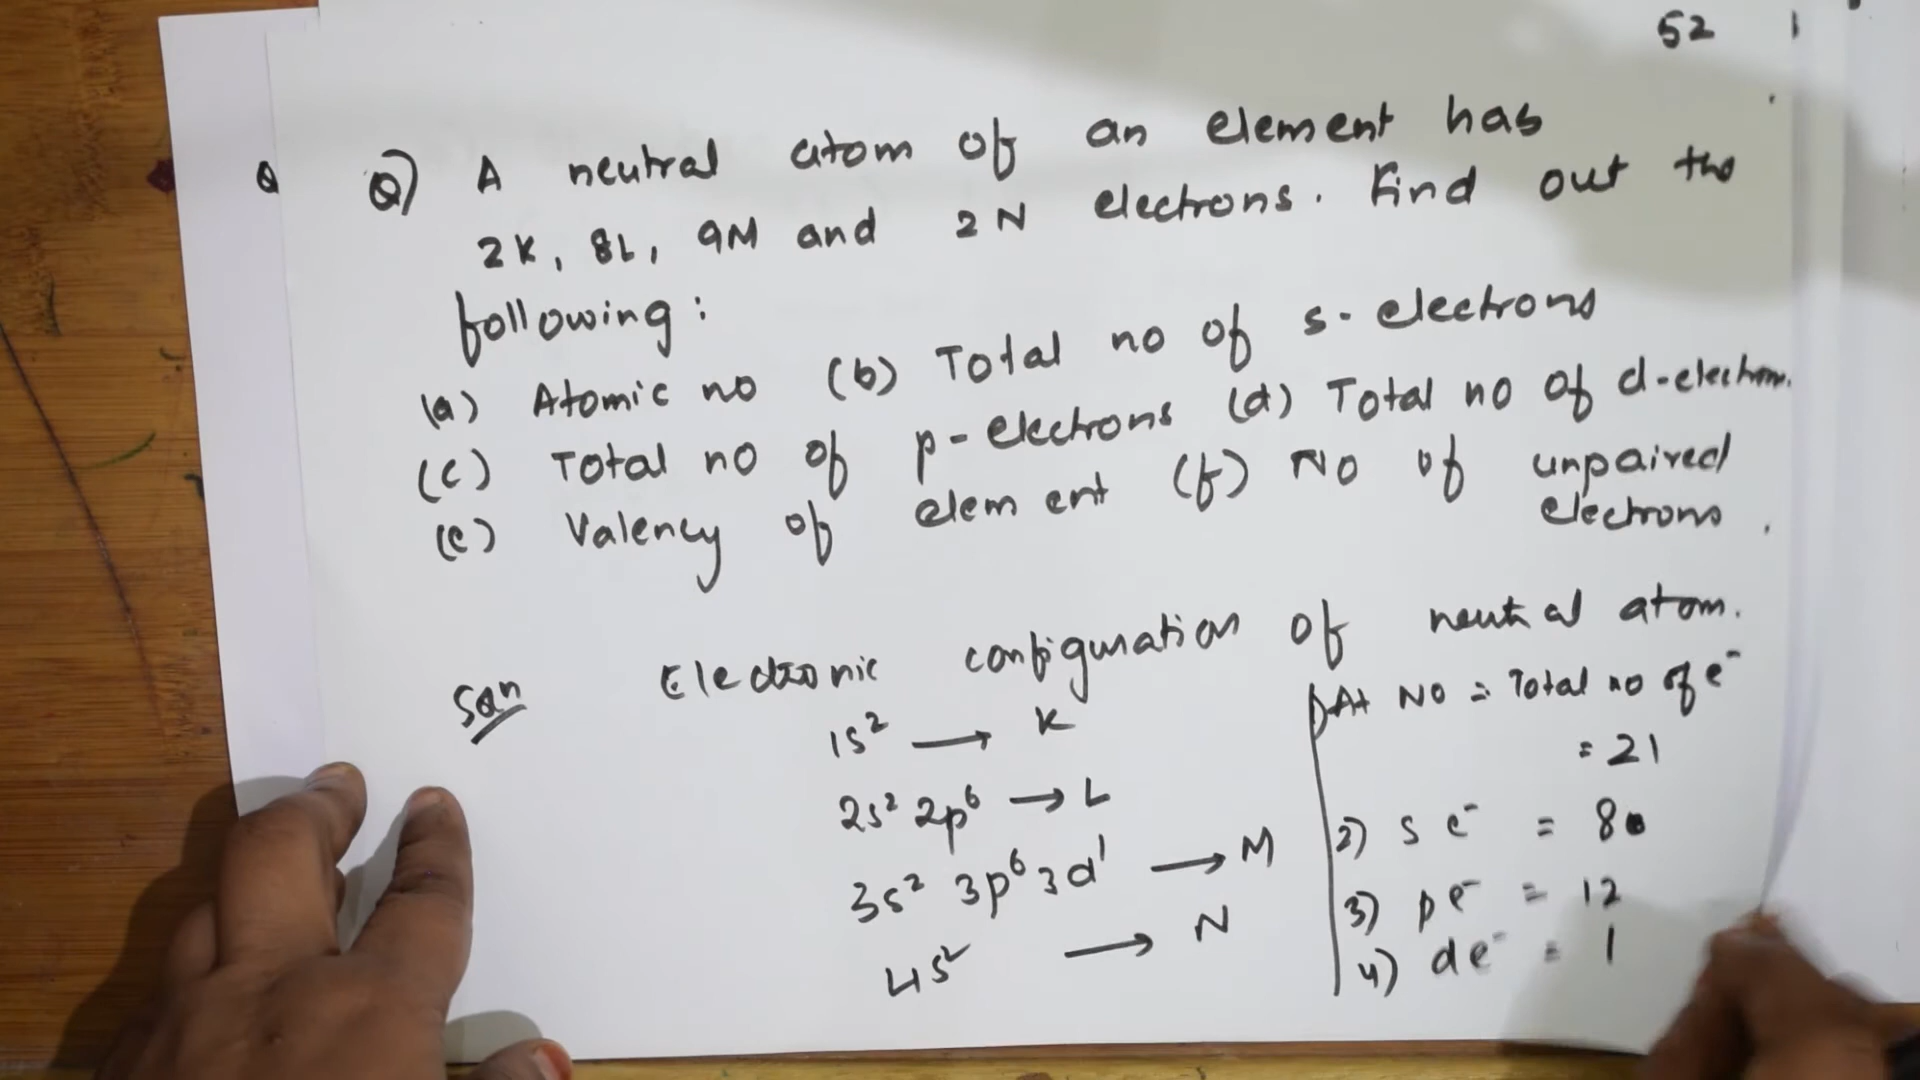 52
Q
Q) A neutral atom of an element has
2K, 8L, 9M and 2N electrons. Find out the
following:
(a) Atomic no (b) Total no of s-electrons
(c) Total no of p-electrons (d) Total no of d-electron.
(e) Valency of element (f) No of unpaired
electrons.
Soln Electronic configuration of neutral atom.
1s² → K
2s² 2p⁶ → L
3s² 3p⁶ 3d¹ → M
4s² → N
1) At No = Total no of e⁻
= 21
2) s e⁻ = 8
3) p e⁻ = 12
4) d e⁻ = 1